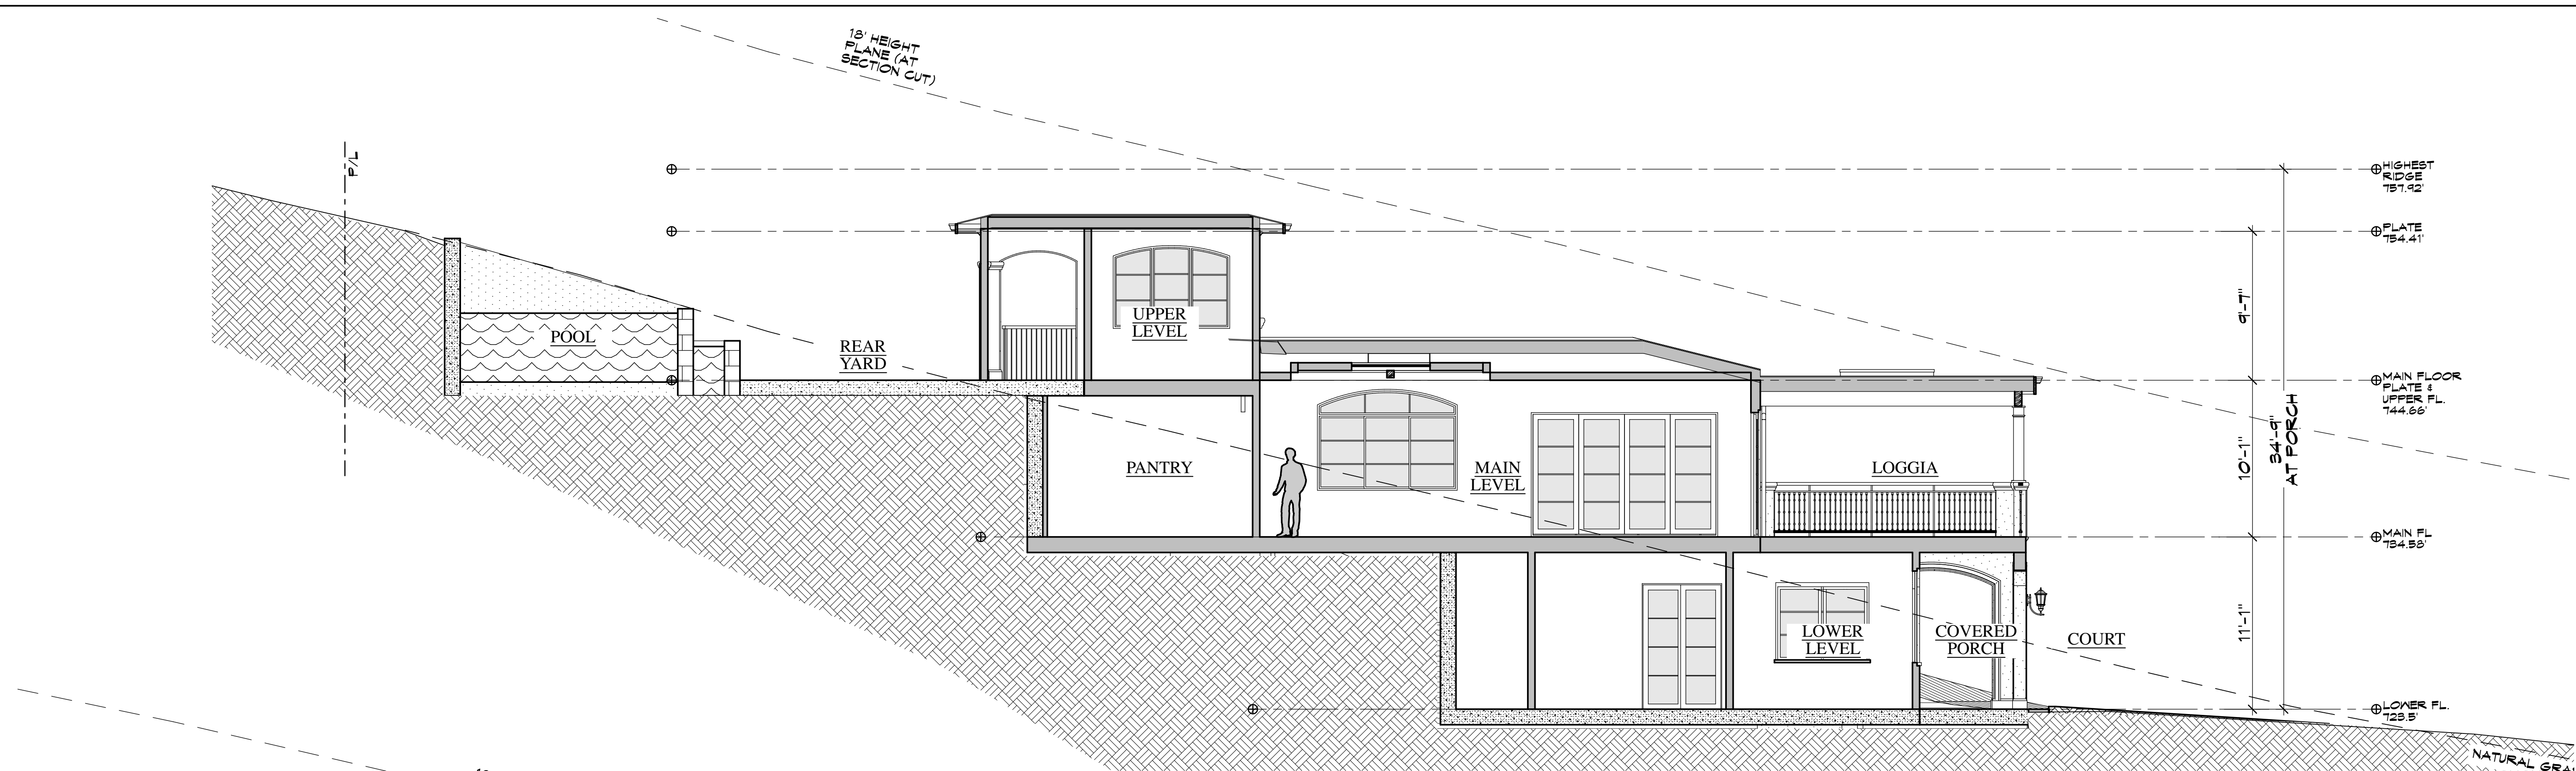 18' HEIGHT
PLANE (AT
SECTION CUT)
P/L
HIGHEST
RIDGE
757.92'
PLATE
754.41'
9'-7"
POOL
REAR
YARD
UPPER
LEVEL
MAIN FLOOR
PLATE &
UPPER FL.
744.66'
34'-9"
AT PORCH
10'-1"
PANTRY
MAIN
LEVEL
LOGGIA
MAIN FL
734.58'
11'-1"
LOWER
LEVEL
COVERED
PORCH
COURT
LOWER FL.
723.5'
NATURAL